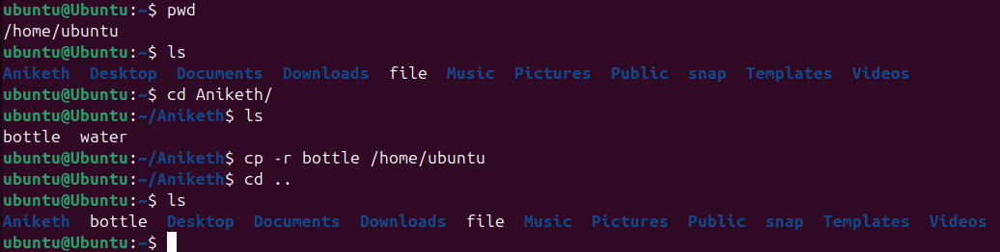 ubuntu@Ubuntu:~$ pwd
/home/ubuntu
ubuntu@Ubuntu:~$ ls
Aniketh  Desktop  Documents  Downloads  file  Music  Pictures  Public  snap  Templates  Videos
ubuntu@Ubuntu:~$ cd Aniketh/
ubuntu@Ubuntu:~/Aniketh$ ls
bottle  water
ubuntu@Ubuntu:~/Aniketh$ cp -r bottle /home/ubuntu
ubuntu@Ubuntu:~/Aniketh$ cd ..
ubuntu@Ubuntu:~$ ls
Aniketh  bottle  Desktop  Documents  Downloads  file  Music  Pictures  Public  snap  Templates  Videos
ubuntu@Ubuntu:~$